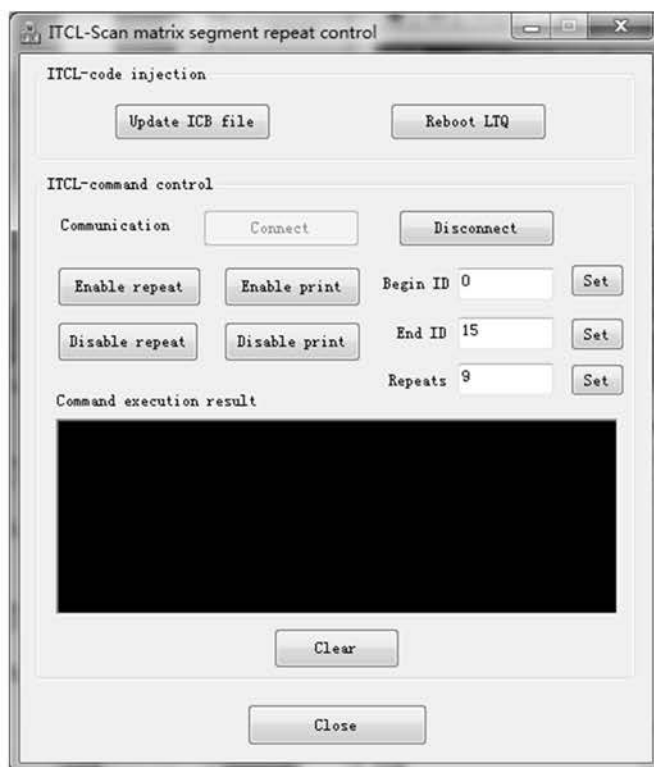 ITCL-Scan matrix segment repeat control
ITCL-code injection
Update ICB file Reboot LTQ
ITCL-command control
Communication Connect Disconnect
Enable repeat Enable print Begin ID 0 Set
Disable repeat Disable print End ID 15 Set
Repeats 9 Set
Command execution result
Clear
Close